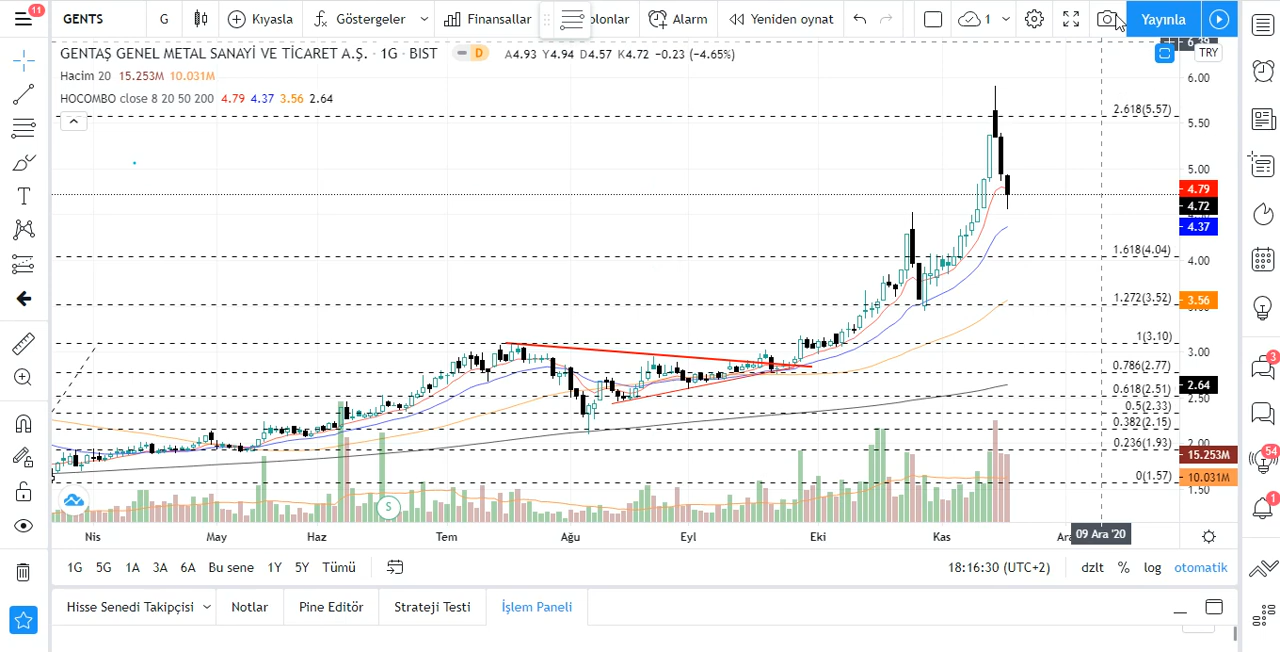 11
GENTS
G
Kıyasla
Göstergeler
Finansallar
olonlar
Alarm
Yeniden oynat
1
Yayınla
GENTAŞ GENEL METAL SANAYİ VE TİCARET A.Ş. · 1G · BIST
D
A4.93 Y4.94 D4.57 K4.72 −0.23 (−4.65%)
TRY
Hacim 20 15.253M 10.031M
HOCOMBO close 8 20 50 200 4.79 4.37 3.56 2.64
6.00
2.618(5.57)
5.50
5.00
4.79
4.72
4.37
1.618(4.04)
4.00
1.272(3.52)
3.56
1(3.10)
3.00
0.786(2.77)
0.618(2.51)
2.64
2.50
0.5(2.33)
0.382(2.15)
0.236(1.93)
2.00
15.253M
0(1.57)
10.031M
1.50
S
3
54
1
Nis
May
Haz
Tem
Ağu
Eyl
Eki
Kas
Ara
09 Ara '20
1G 5G 1A 3A 6A Bu sene 1Y 5Y Tümü
18:16:30 (UTC+2)
dzlt % log otomatik
Hisse Senedi Takipçisi
Notlar
Pine Editör
Strateji Testi
İşlem Paneli